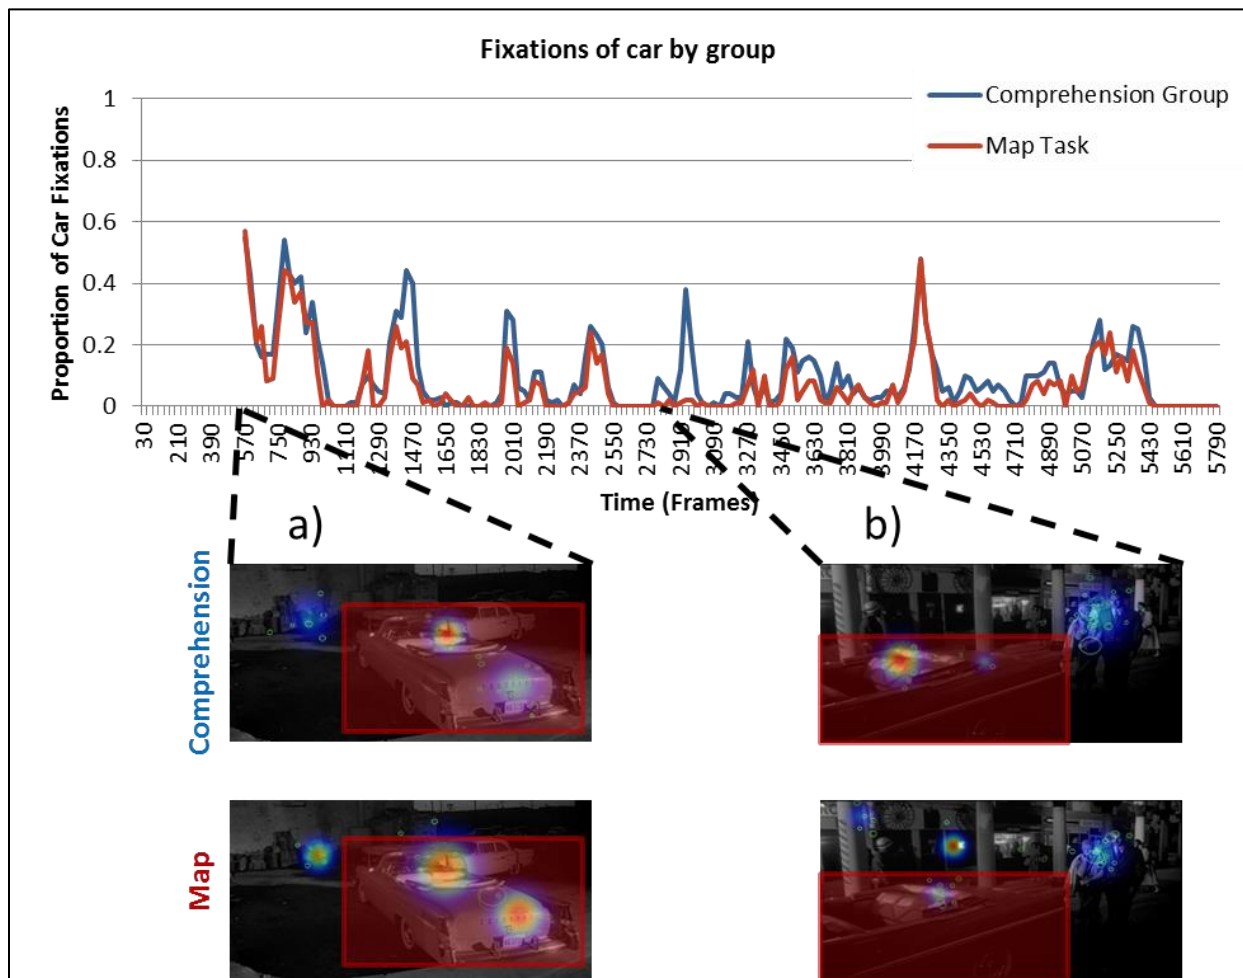 Fixations of car by group
Comprehension Group
Map Task
Proportion of Car Fixations
1
0.8
0.6
0.4
0.2
0
30 210 390 570 750 930 1110 1290 1470 1650 1830 2010 2190 2370 2550 2730 2910 3090 3270 3450 3630 3810 3990 4170 4350 4530 4710 4890 5070 5250 5430 5610 5790
Time (Frames)
a)
b)
Comprehension
Map